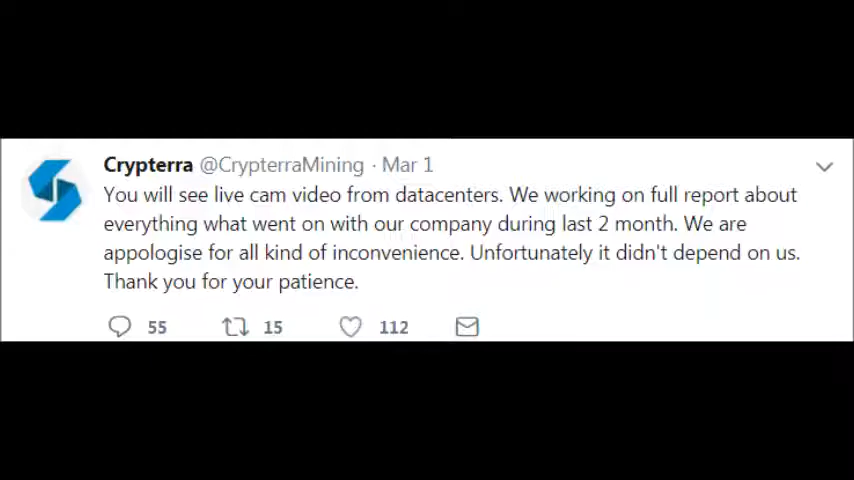 Crypterra @CrypterraMining · Mar 1
You will see live cam video from datacenters. We working on full report about
everything what went on with our company during last 2 month. We are
appologise for all kind of inconvenience. Unfortunately it didn't depend on us.
Thank you for your patience.
55 15 112